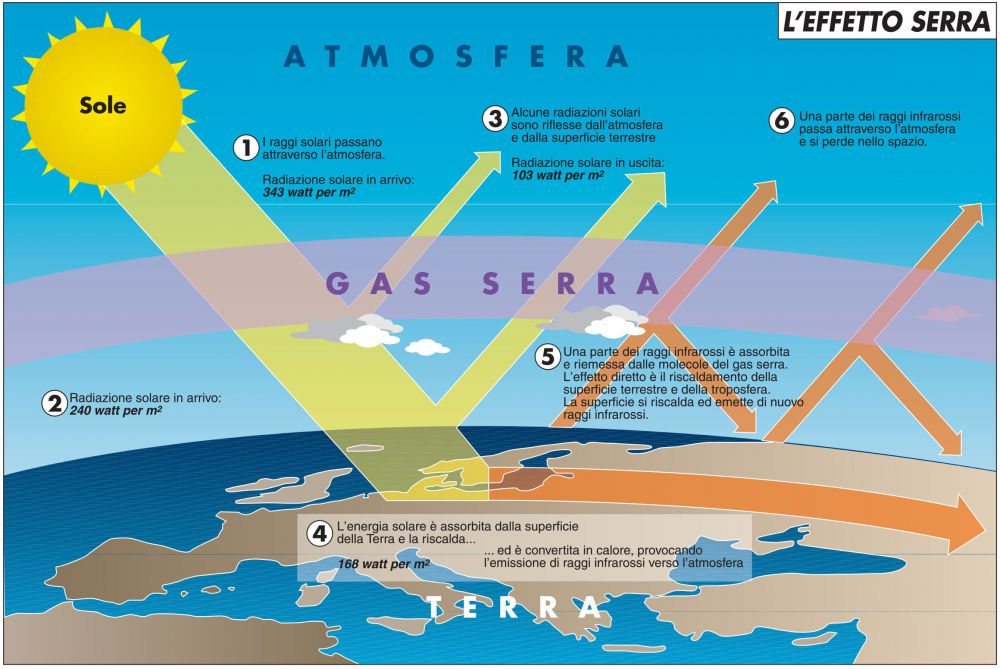 L'EFFETTO SERRA
ATMOSFERA
Sole
1
I raggi solari passano
attraverso l'atmosfera.
Radiazione solare in arrivo:
343 watt per m²
3
Alcune radiazioni solari
sono riflesse dall'atmosfera
e dalla superficie terrestre
Radiazione solare in uscita:
103 watt per m²
6
Una parte dei raggi infrarossi
passa attraverso l'atmosfera
e si perde nello spazio.
GAS SERRA
5
Una parte dei raggi infrarossi è assorbita
e riemessa dalle molecole del gas serra.
L'effetto diretto è il riscaldamento della
superficie terrestre e della troposfera.
La superficie si riscalda ed emette di nuovo
raggi infrarossi.
2
Radiazione solare in arrivo:
240 watt per m²
4
L'energia solare è assorbita dalla superficie
della Terra e la riscalda...
168 watt per m²
... ed è convertita in calore, provocando
l'emissione di raggi infrarossi verso l'atmosfera
TERRA